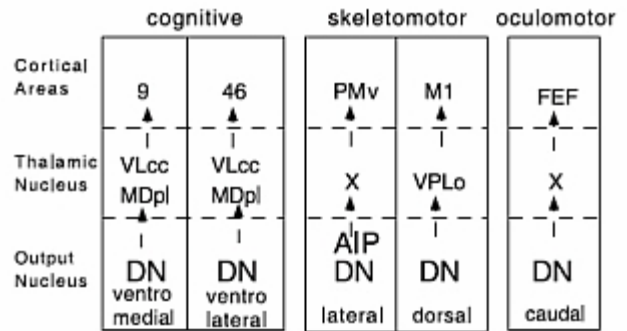 cognitive skeletomotor oculomotor
Cortical
Areas
9 46 PMv M1 FEF
Thalamic
Nucleus
VLcc VLcc
MDpl MDpl X VPLo X
Output
Nucleus
AIP
DN DN DN DN DN
ventro ventro
medial lateral lateral dorsal caudal